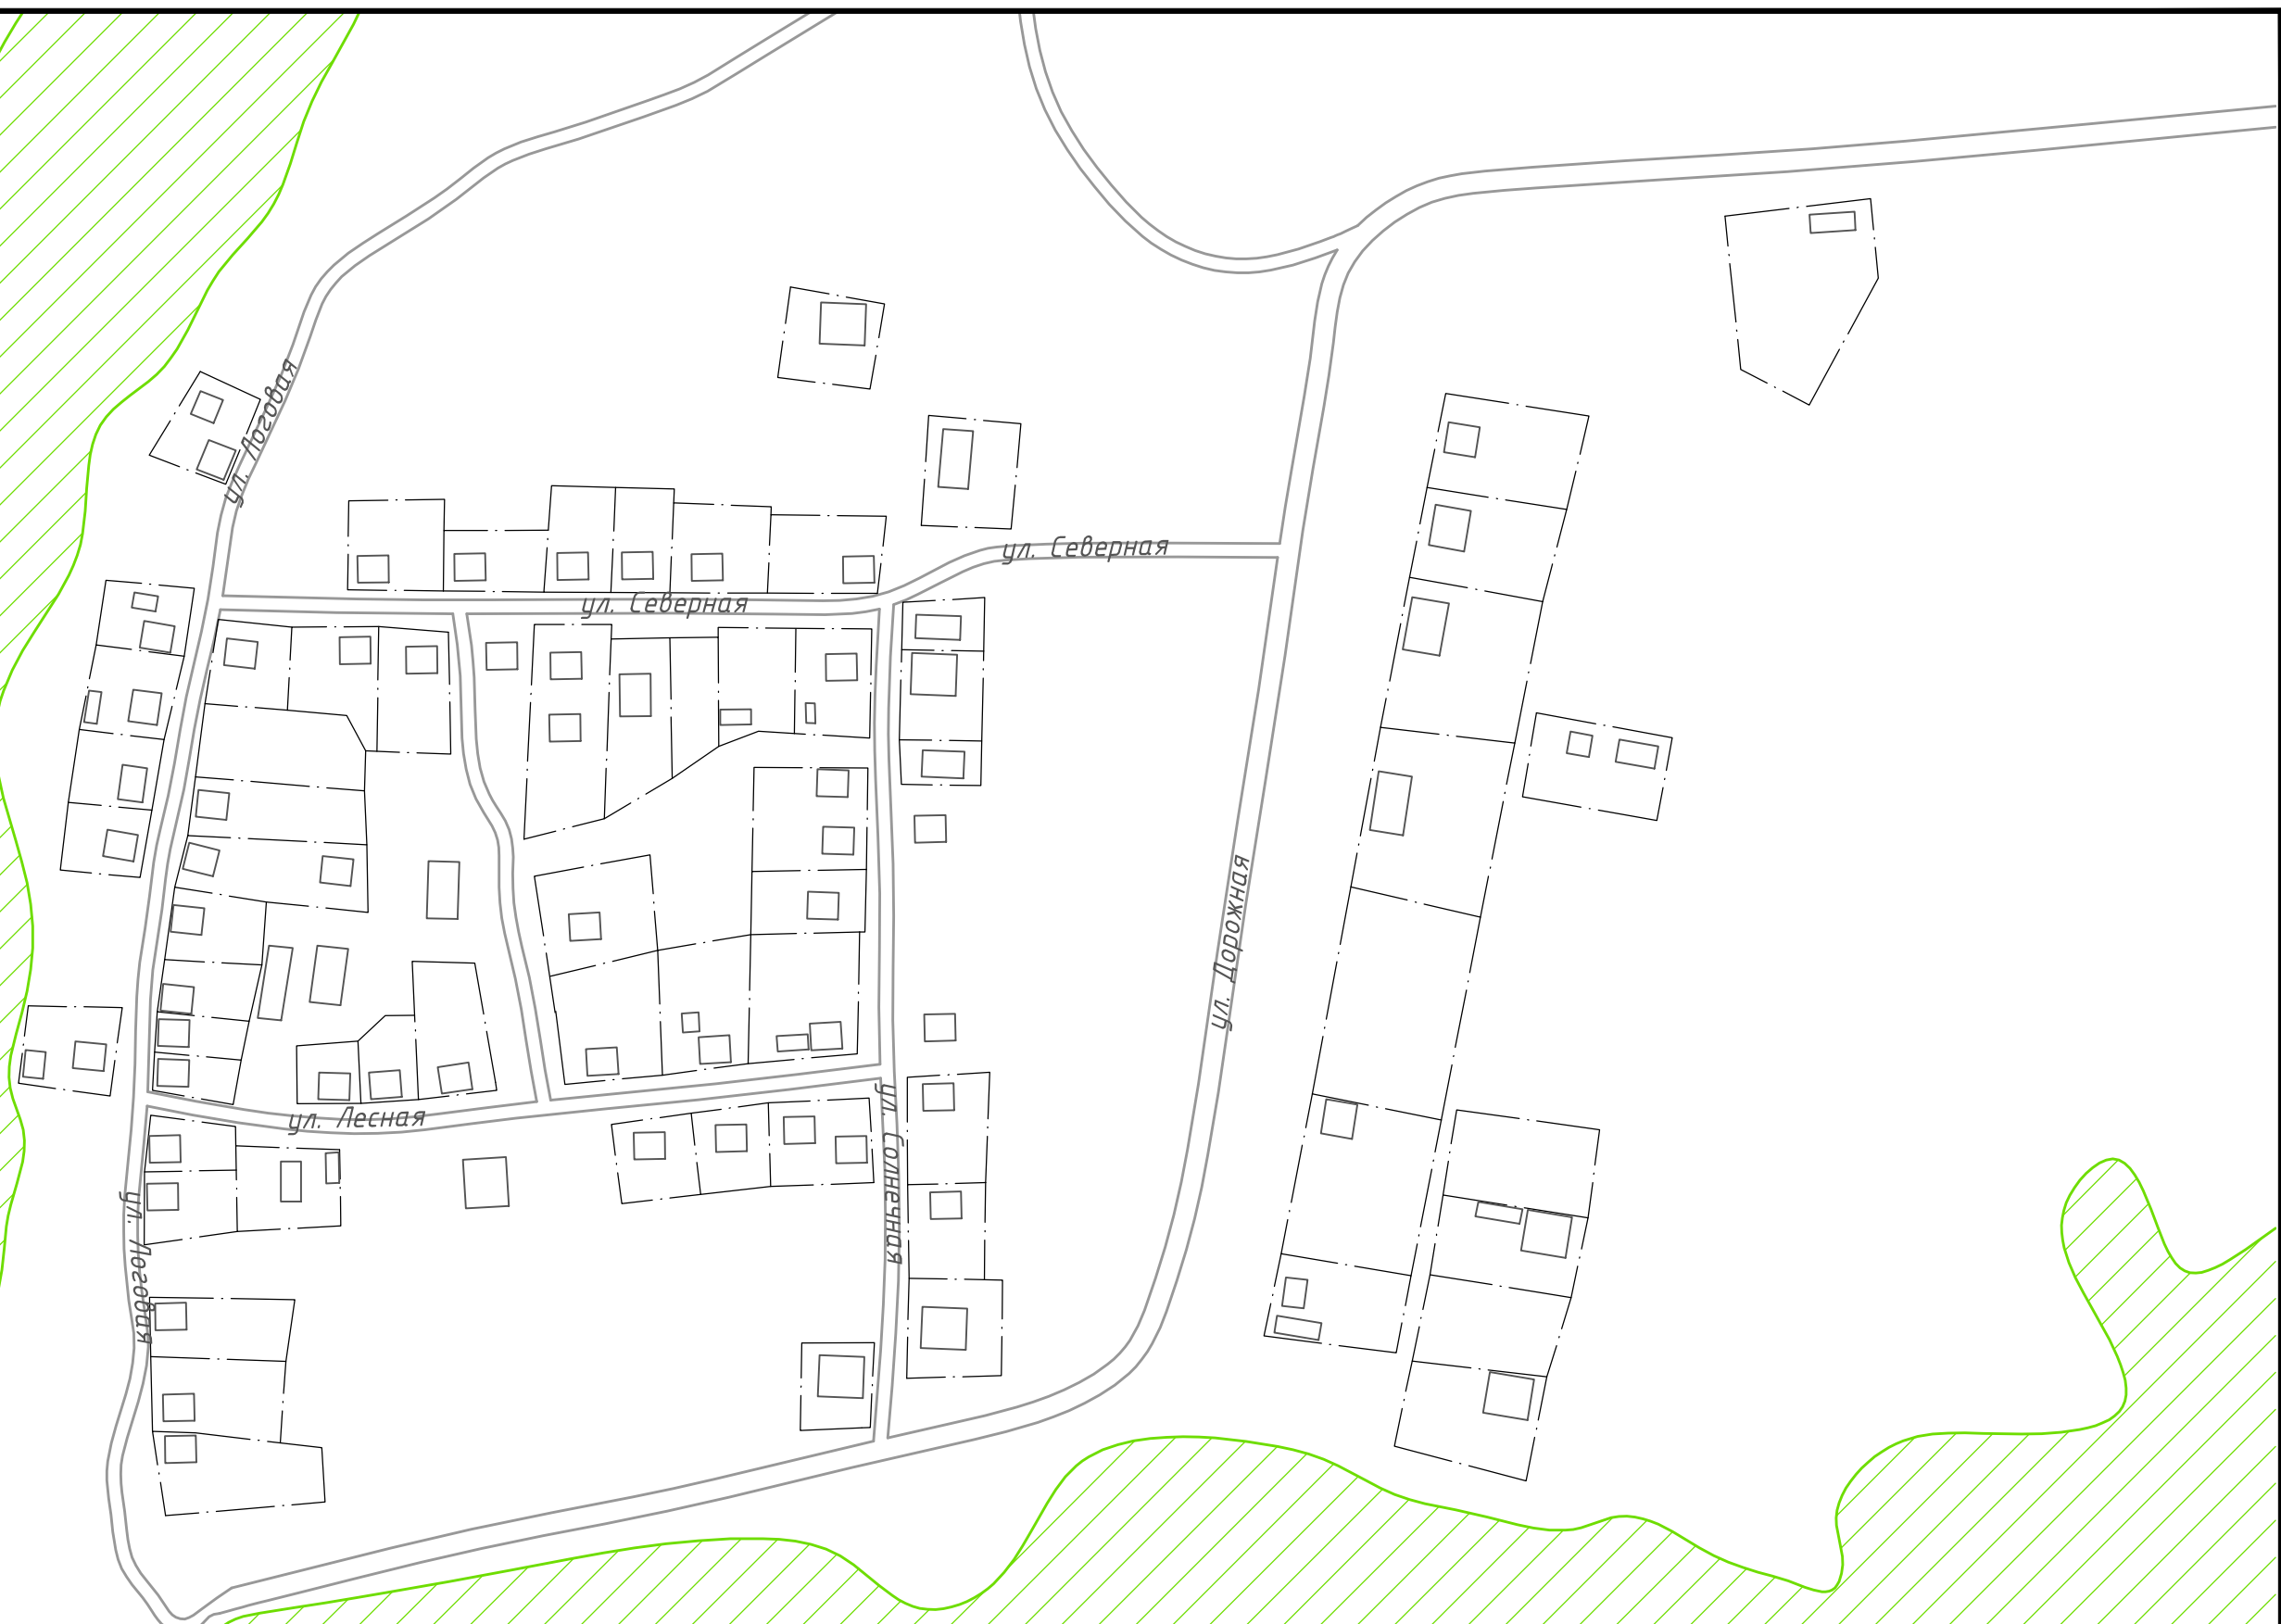 ул. Логовая
ул. Северная
ул. Северная
ул. Дорожная
ул. Лесная
ул. Солнечная
ул. Логовая